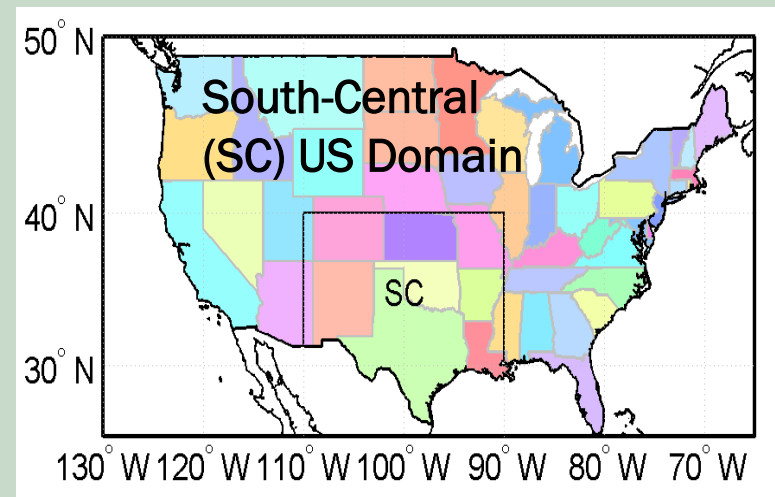 50° N
South-Central
(SC) US Domain
40° N
SC
30° N
130° W 120° W 110° W 100° W 90° W 80° W 70° W